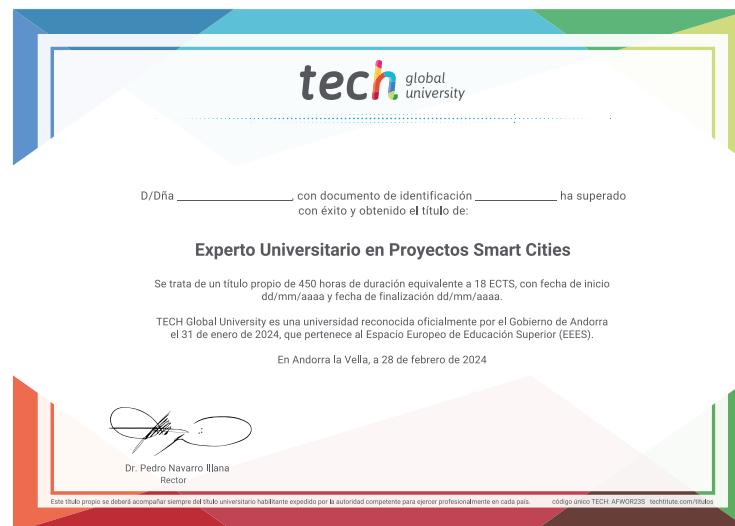 tech global
university
D/Dña ____________________, con documento de identificación ______________ ha superado
con éxito y obtenido el título de:
Experto Universitario en Proyectos Smart Cities
Se trata de un título propio de 450 horas de duración equivalente a 18 ECTS, con fecha de inicio
dd/mm/aaaa y fecha de finalización dd/mm/aaaa.
TECH Global University es una universidad reconocida oficialmente por el Gobierno de Andorra
el 31 de enero de 2024, que pertenece al Espacio Europeo de Educación Superior (EEES).
En Andorra la Vella, a 28 de febrero de 2024
Dr. Pedro Navarro Illana
Rector
Este título propio se deberá acompañar siempre del título universitario habilitante expedido por la autoridad competente para ejercer profesionalmente en cada país. código único TECH: AFWOR23S techtitute.com/titulos